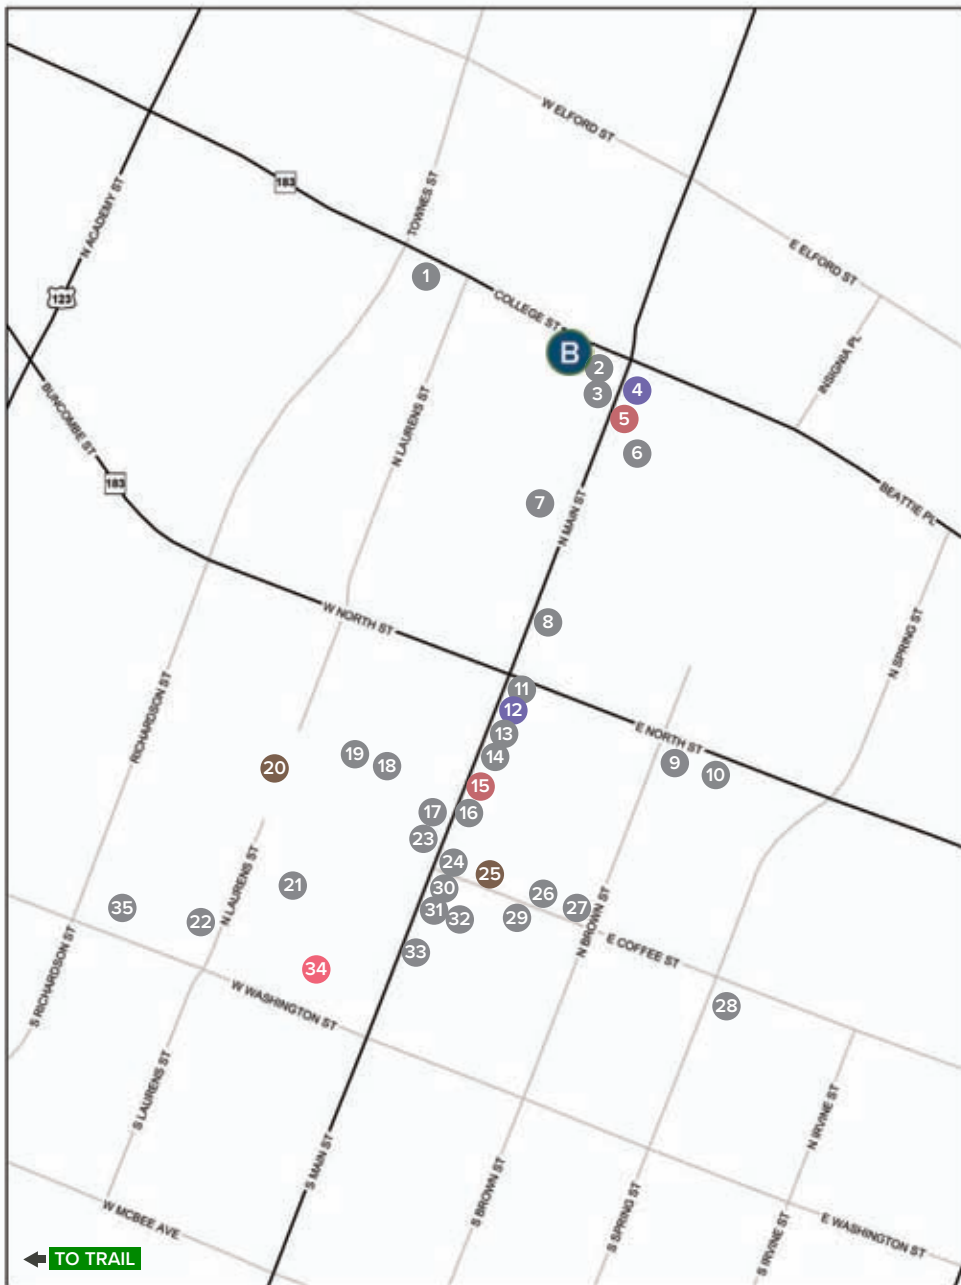 W ELFORD ST
TOWNES ST
183
N ACADEMY ST
E ELFORD ST
1
123
COLLEGE ST
B
INSIGNIA PL
2
3
4
BUNCOMBE ST
N LAURENS ST
5
6
183
7
N MAIN ST
BEATTIE PL
W NORTH ST
8
N SPRING ST
11
RICHARDSON ST
12
13
E NORTH ST
19
14
20
18
9
10
15
17
16
23
24
25
N LAURENS ST
21
30
26
35
22
31
32
29
27
N BROWN ST
33
E COFFEE ST
S RICHARDSON ST
34
W WASHINGTON ST
28
S LAURENS ST
N IRVINE ST
S MAIN ST
S BROWN ST
S SPRING ST
W MCBEE AVE
S IRVINE ST
E WASHINGTON ST
TO TRAIL